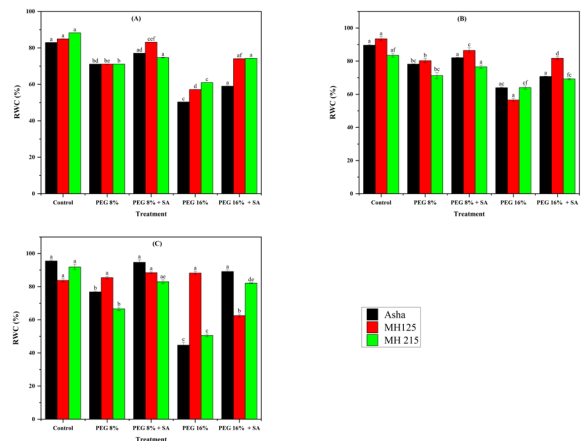 (A)
RWC (%)
100
80
60
40
20
0
a a a
bd bc b
ad cef a
c d c
c af a
Control PEG 8% PEG 8% + SA PEG 16% PEG 16% + SA
Treatment
(B)
RWC (%)
100
80
60
40
20
0
a a af
bc b bc
a c a
ac a cf
a d fc
Control PEG 8% PEG 8% + SA PEG 16% PEG 16% + SA
Treatment
(C)
RWC (%)
100
80
60
40
20
0
a a a
b a b
a a ae
c a c
a b de
Control PEG 8% PEG 8% + SA PEG 16% PEG 16% + SA
Treatment
Asha
MH125
MH 215